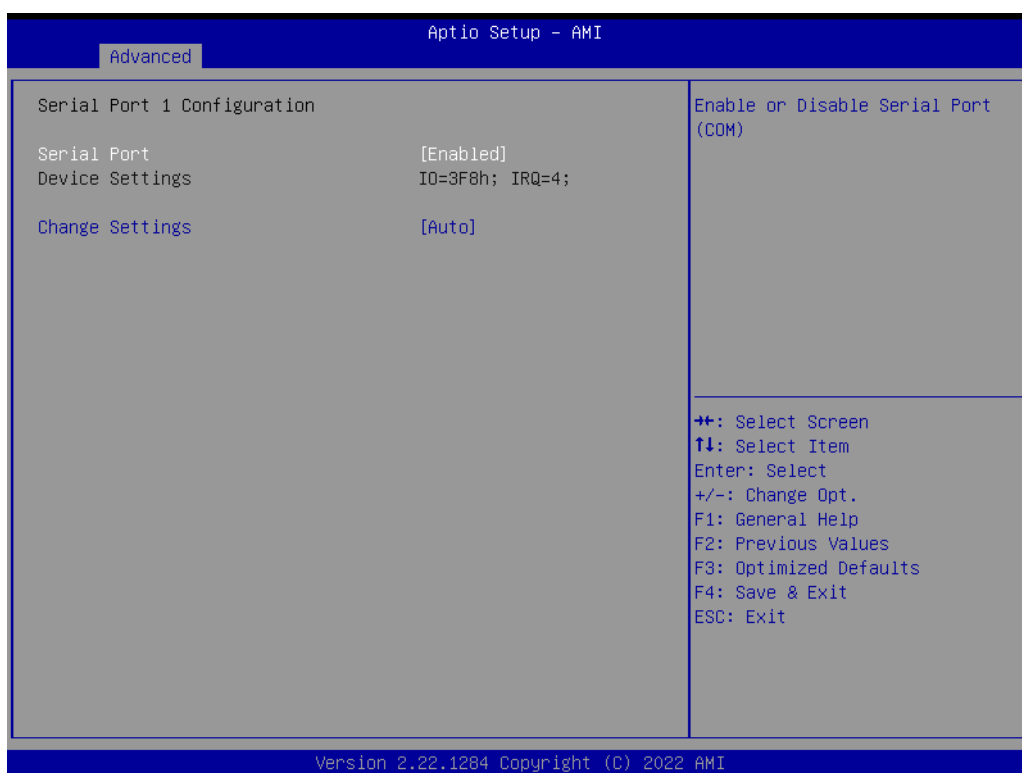 Aptio Setup – AMI
Advanced
Serial Port 1 Configuration
Serial Port [Enabled]
Device Settings IO=3F8h; IRQ=4;
Change Settings [Auto]
Enable or Disable Serial Port
(COM)
→←: Select Screen
↑↓: Select Item
Enter: Select
+/-: Change Opt.
F1: General Help
F2: Previous Values
F3: Optimized Defaults
F4: Save & Exit
ESC: Exit
Version 2.22.1284 Copyright (C) 2022 AMI